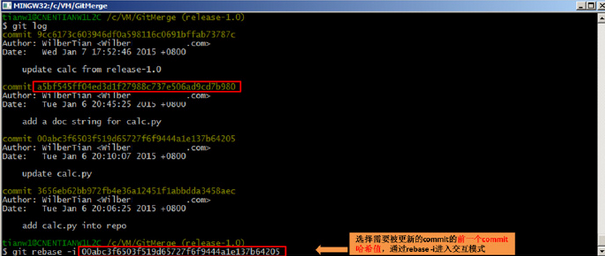 MINGW32:/c/VM/GitMerge
tianwi@CNENTIANWIL2C /c/VM/GitMerge (release-1.0)
$ git log
commit 9cc6173c603946df0a598116c0691bffab73787c
Author: WilberTian <Wilber .com>
Date: Wed Jan 7 17:52:46 2015 +0800
update calc from release-1.0
commit a5bf545ff04ed3d1f27988c737e506ad9cd7b980
Author: WilberTian <Wilber .com>
Date: Tue Jan 6 20:45:25 2015 +0800
add a doc string for calc.py
commit 00abc3f6503f519d65727f6f9444a1e137b64205
Author: WilberTian <Wilber .com>
Date: Tue Jan 6 20:10:07 2015 +0800
update calc.py
commit 3656eb62bb972fb4e36a12451f1abbdda3458aec
Author: WilberTian <Wilber .com>
Date: Tue Jan 6 20:06:25 2015 +0800
add calc.py into repo
tianwi@CNENTIANWIL2C /c/VM/GitMerge (release-1.0)
$ git rebase -i 00abc3f6503f519d65727f6f9444a1e137b64205
选择需要被更新的commit的前一个commit
哈希值，通过rebase -i进入交互模式